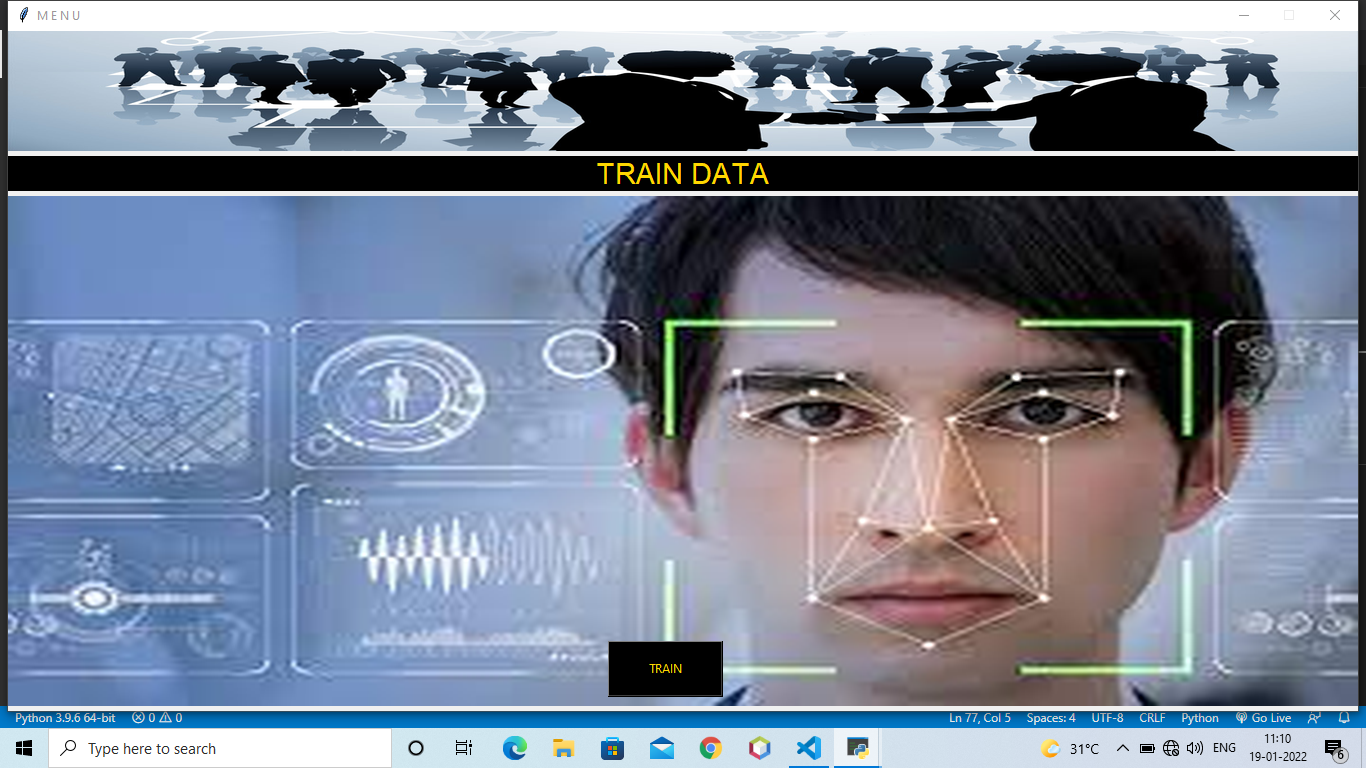 MENU
TRAIN DATA
TRAIN
Python 3.9.6 64-bit 0 0 Ln 77, Col 5 Spaces: 4 UTF-8 CRLF Python Go Live
Type here to search 31°C ENG 11:10
19-01-2022 6